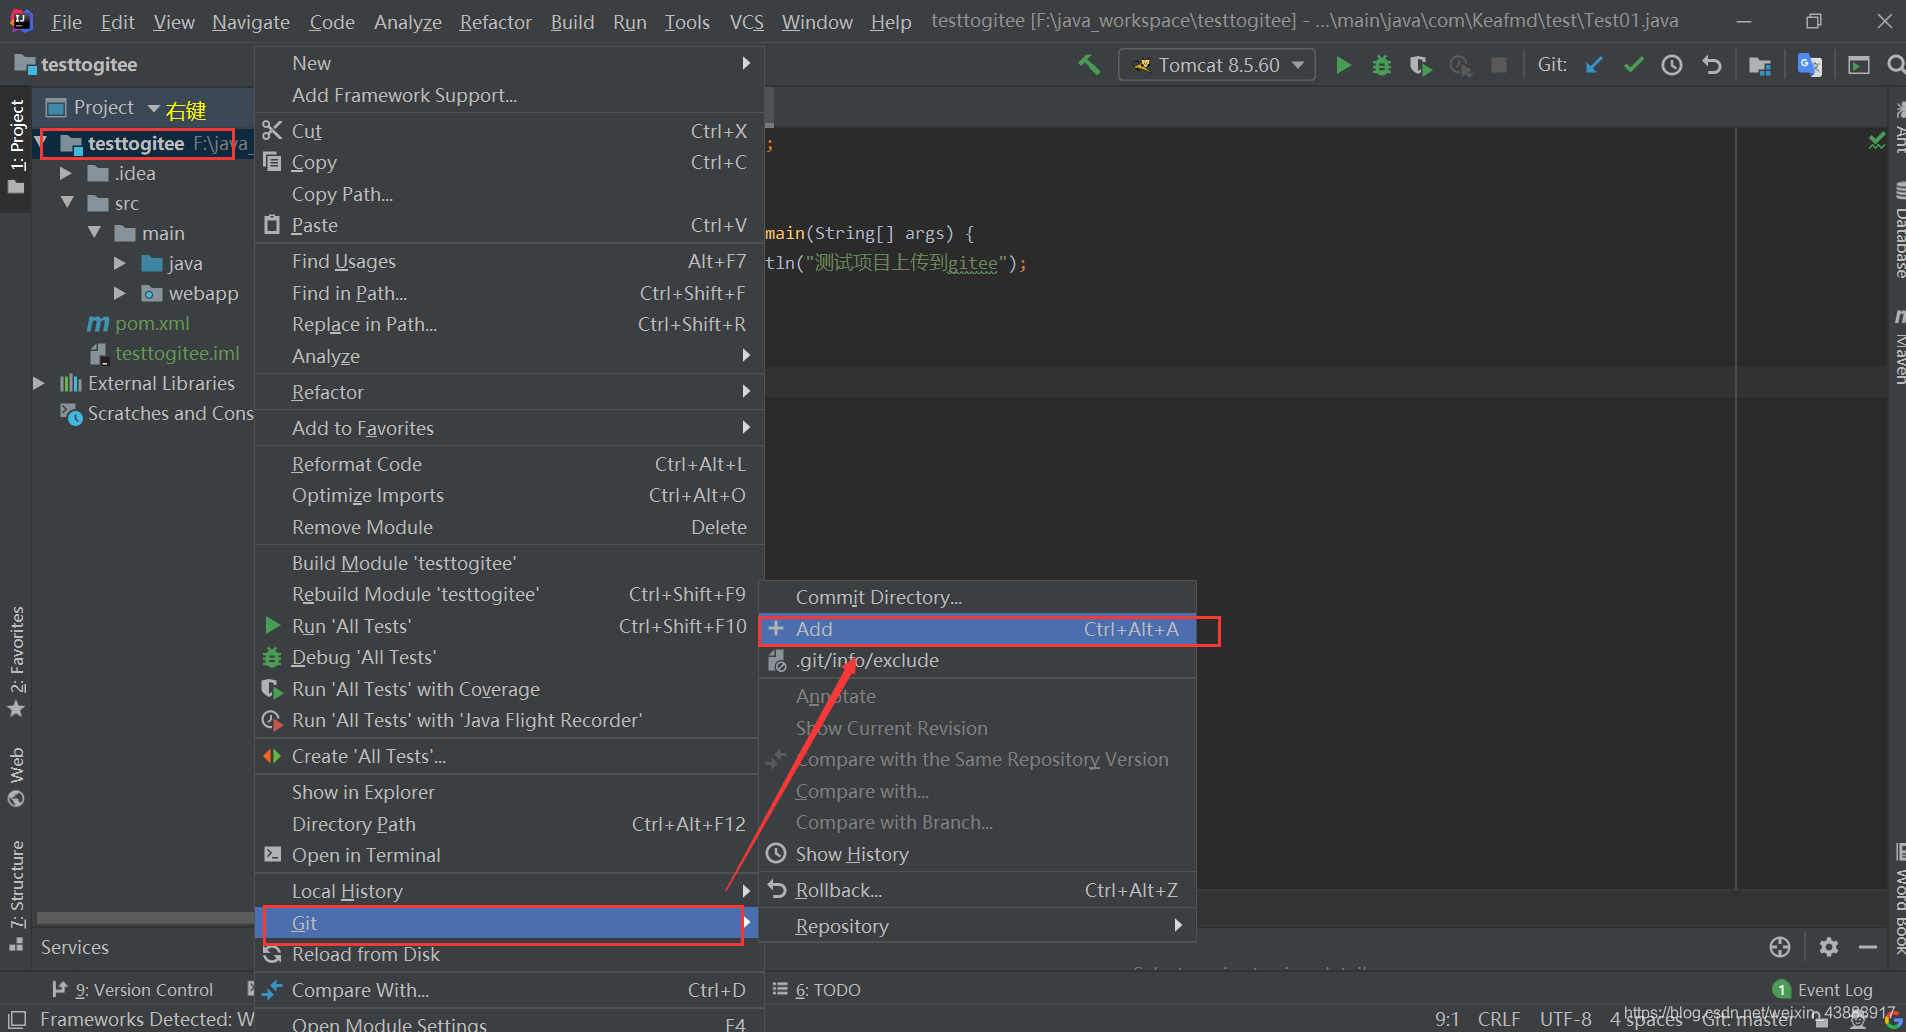 File Edit View Navigate Code Analyze Refactor Build Run Tools VCS Window Help testtogitee [F:\java_workspace\testtogitee] - ...\main\java\com\Keafmd\test\Test01.java
testtogitee
Tomcat 8.5.60
Git:
Project
右键
testtogitee F:\java_
.idea
src
main
java
webapp
pom.xml
testtogitee.iml
External Libraries
Scratches and Cons
1: Project
2: Favorites
Web
7: Structure
New
Add Framework Support...
Cut Ctrl+X
Copy Ctrl+C
Copy Path...
Paste Ctrl+V
Find Usages Alt+F7
Find in Path... Ctrl+Shift+F
Replace in Path... Ctrl+Shift+R
Analyze
Refactor
Add to Favorites
Reformat Code Ctrl+Alt+L
Optimize Imports Ctrl+Alt+O
Remove Module Delete
Build Module 'testtogitee'
Rebuild Module 'testtogitee' Ctrl+Shift+F9
Run 'All Tests' Ctrl+Shift+F10
Debug 'All Tests'
Run 'All Tests' with Coverage
Run 'All Tests' with 'Java Flight Recorder'
Create 'All Tests'...
Show in Explorer
Directory Path Ctrl+Alt+F12
Open in Terminal
Local History
Git
Reload from Disk
Compare With... Ctrl+D
Open Module Settings F4
;
main(String[] args) {
tln("测试项目上传到gitee");
Commit Directory...
Add Ctrl+Alt+A
.git/info/exclude
Annotate
Show Current Revision
Compare with the Same Repository Version
Compare with...
Compare with Branch...
Show History
Rollback... Ctrl+Alt+Z
Repository
Ant
Database
Maven
Word Book
Services
9: Version Control
6: TODO
1 Event Log
Frameworks Detected: W
9:1 CRLF UTF-8 4 spaces Git: master
https://blog.csdn.net/weixin_43883917